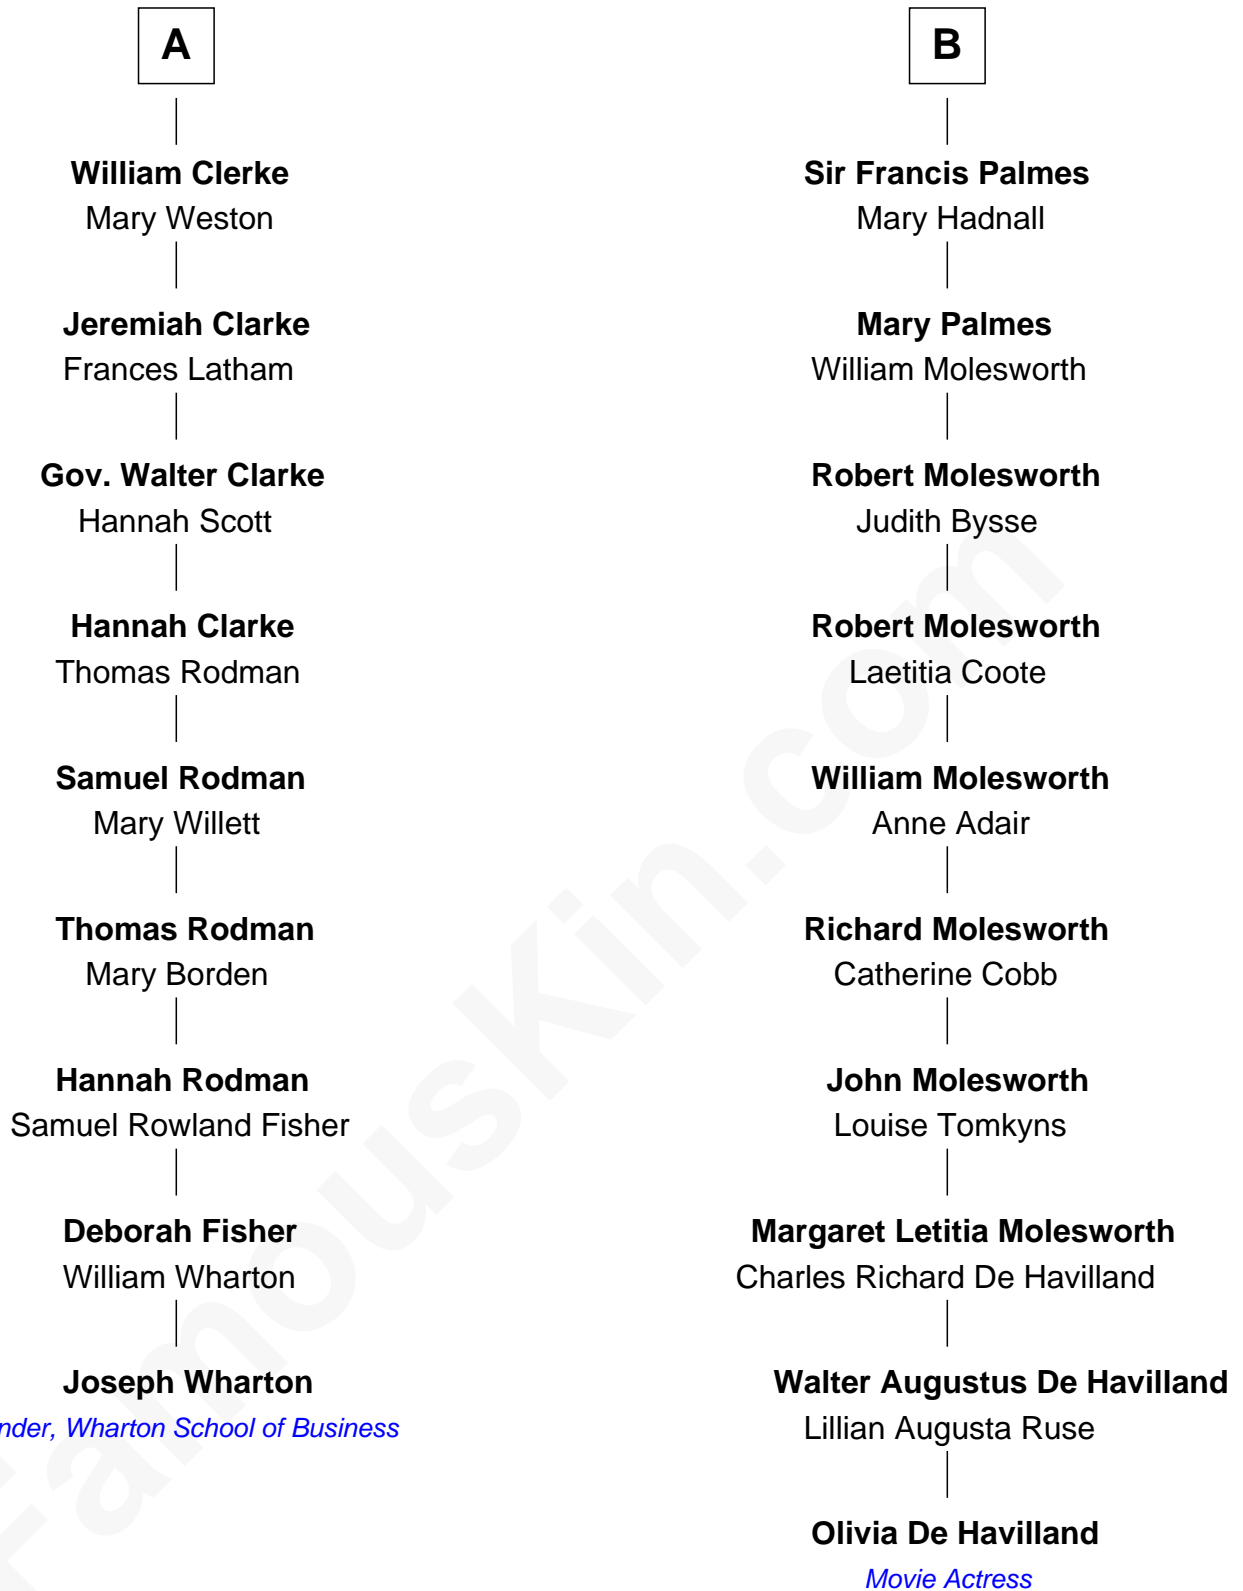 A
William Clerke
Mary Weston
Jeremiah Clarke
Frances Latham
Gov. Walter Clarke
Hannah Scott
Hannah Clarke
Thomas Rodman
Samuel Rodman
Mary Willett
Thomas Rodman
Mary Borden
Hannah Rodman
Samuel Rowland Fisher
Deborah Fisher
William Wharton
Joseph Wharton
nder, Wharton School of Business
B
Sir Francis Palmes
Mary Hadnall
Mary Palmes
William Molesworth
Robert Molesworth
Judith Bysse
Robert Molesworth
Laetitia Coote
William Molesworth
Anne Adair
Richard Molesworth
Catherine Cobb
John Molesworth
Louise Tomkyns
Margaret Letitia Molesworth
Charles Richard De Havilland
Walter Augustus De Havilland
Lillian Augusta Ruse
Olivia De Havilland
Movie Actress
FamousKin.com